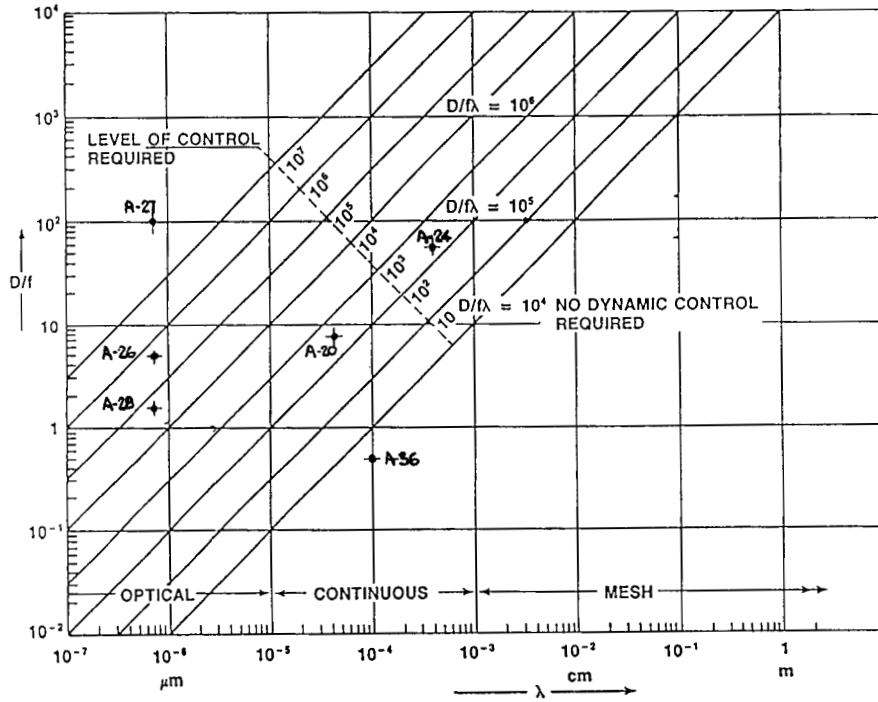 10⁴
D/fλ = 10⁶
10³
LEVEL OF CONTROL
REQUIRED
10⁷
10⁶
A-27
10⁵
10²
D/fλ = 10⁵
10⁴
A-24
10³
D/f
10²
D/fλ = 10⁴ NO DYNAMIC CONTROL
REQUIRED
10
10
A-20
A-26
A-28
1
A-36
10⁻¹
OPTICAL
CONTINUOUS
MESH
10⁻²
10⁻⁷ 10⁻⁶ 10⁻⁵ 10⁻⁴ 10⁻³ 10⁻² 10⁻¹ 1
μm cm m
λ